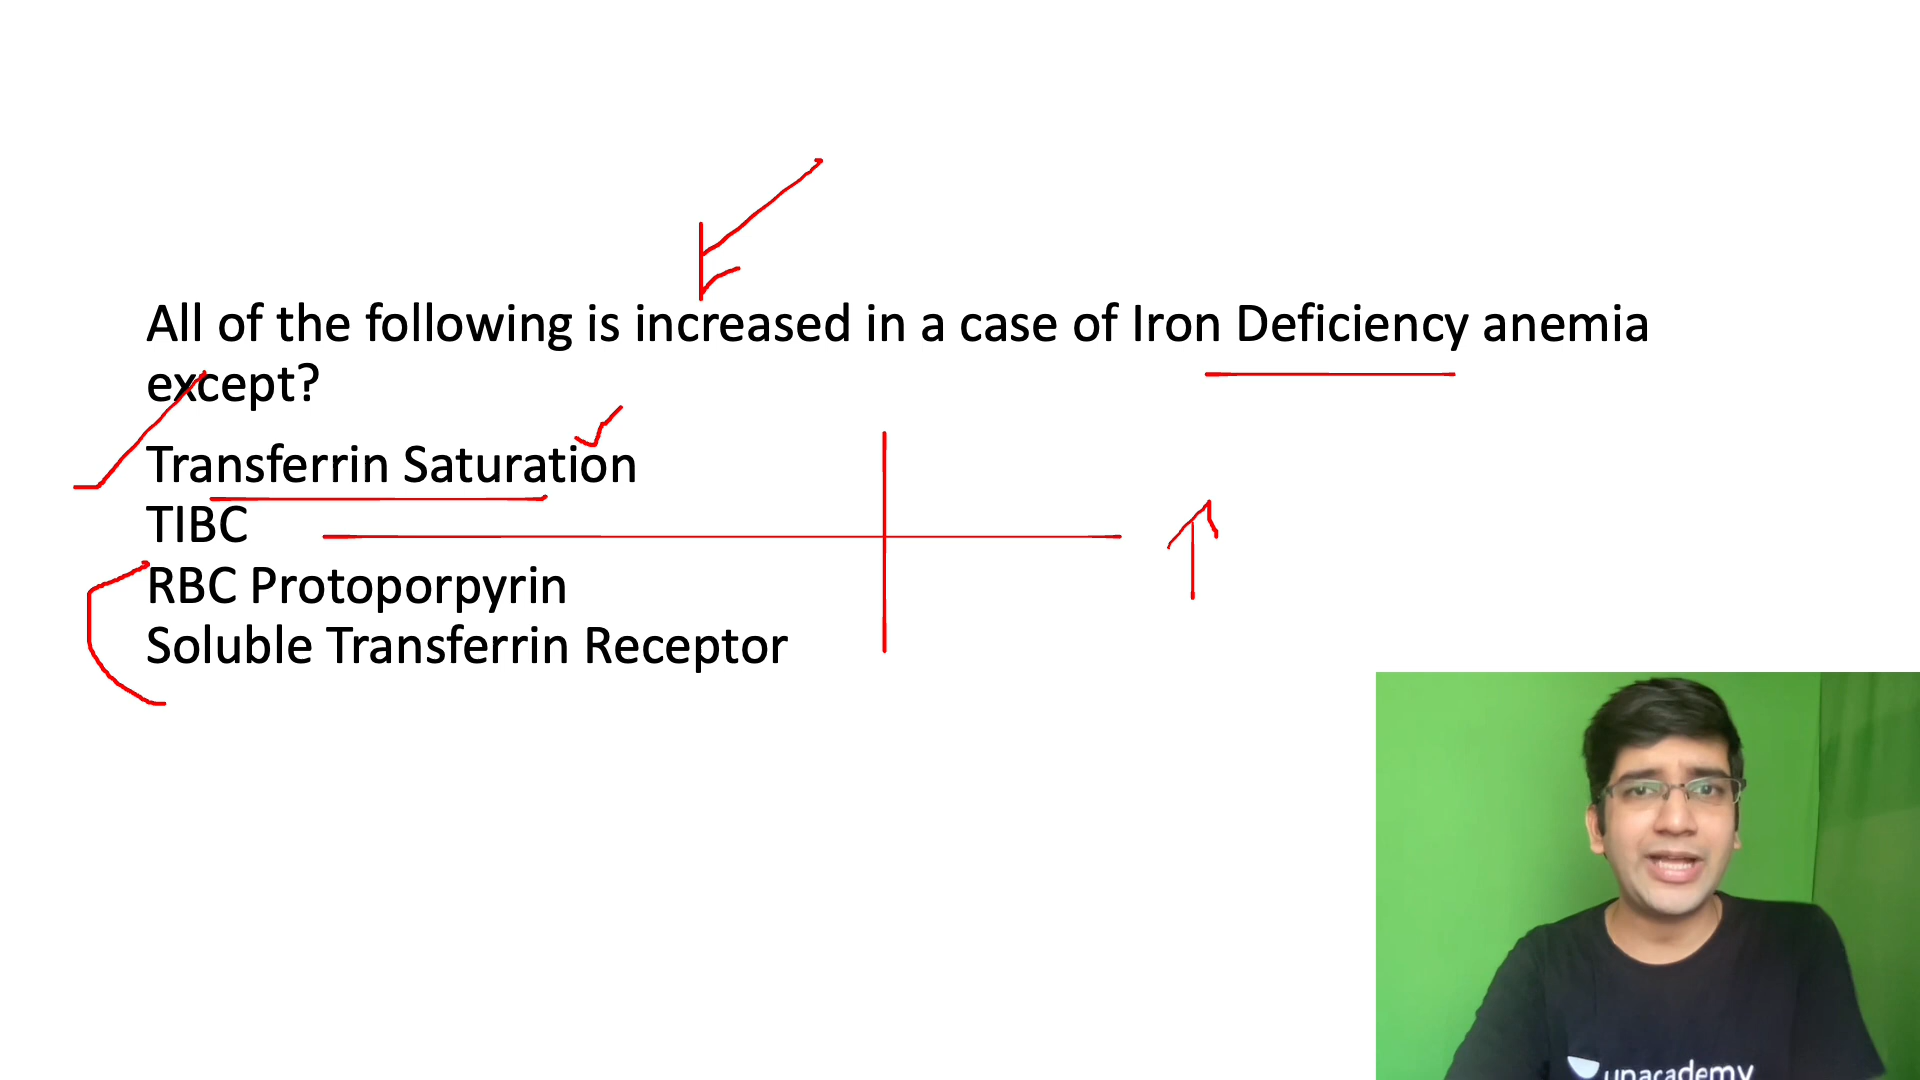 All of the following is increased in a case of Iron Deficiency anemia
except?
Transferrin Saturation
TIBC
RBC Protoporpyrin
Soluble Transferrin Receptor
unacademy